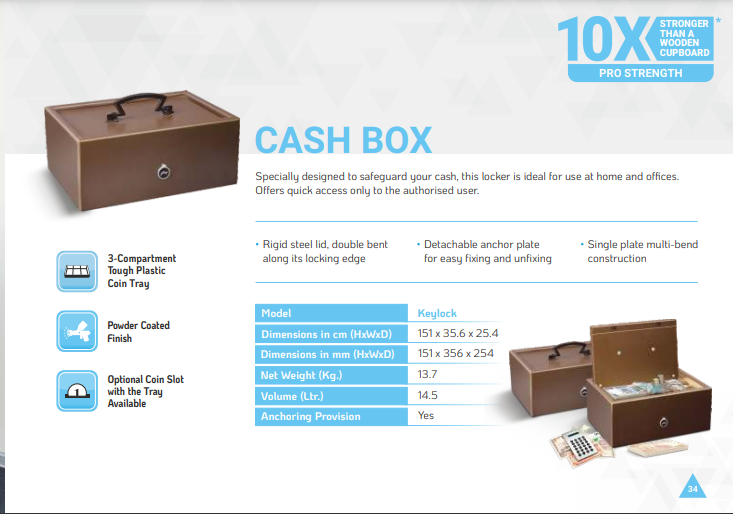 10X STRONGER
THAN A
WOODEN
CUPBOARD
*
PRO STRENGTH
CASH BOX
Specially designed to safeguard your cash, this locker is ideal for use at home and offices.
Offers quick access only to the authorised user.
• Rigid steel lid, double bent
along its locking edge
• Detachable anchor plate
for easy fixing and unfixing
• Single plate multi-bend
construction
3-Compartment
Tough Plastic
Coin Tray
Powder Coated
Finish
1
Optional Coin Slot
with the Tray
Available
Model Keylock
Dimensions in cm (HxWxD) 151 x 35.6 x 25.4
Dimensions in mm (HxWxD) 151 x 356 x 254
Net Weight (Kg.) 13.7
Volume (Ltr.) 14.5
Anchoring Provision Yes
34